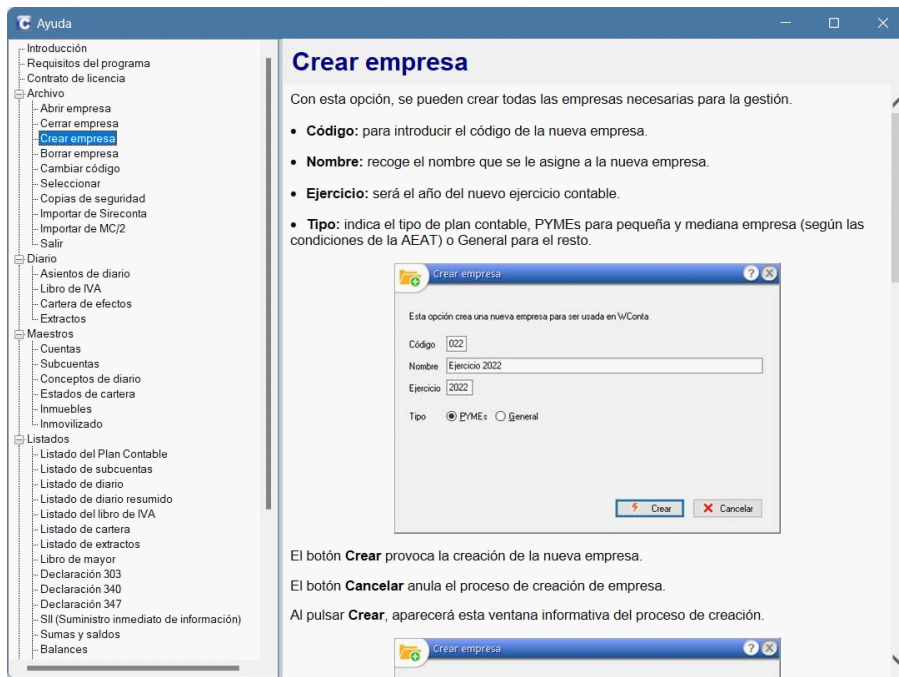 Ayuda
Introducción
Requisitos del programa
Contrato de licencia
Archivo
Abrir empresa
Cerrar empresa
Crear empresa
Borrar empresa
Cambiar código
Seleccionar
Copias de seguridad
Importar de Sireconta
Importar de MC/2
Salir
Diario
Asientos de diario
Libro de IVA
Cartera de efectos
Extractos
Maestros
Cuentas
Subcuentas
Conceptos de diario
Estados de cartera
Inmuebles
Inmovilizado
Listados
Listado del Plan Contable
Listado de subcuentas
Listado de diario
Listado de diario resumido
Listado del libro de IVA
Listado de cartera
Listado de extractos
Libro de mayor
Declaración 303
Declaración 340
Declaración 347
SII (Suministro inmediato de información)
Sumas y saldos
Balances
Crear empresa
Con esta opción, se pueden crear todas las empresas necesarias para la gestión.
• Código: para introducir el código de la nueva empresa.
• Nombre: recoge el nombre que se le asigne a la nueva empresa.
• Ejercicio: será el año del nuevo ejercicio contable.
• Tipo: indica el tipo de plan contable, PYMEs para pequeña y mediana empresa (según las
condiciones de la AEAT) o General para el resto.
Crear empresa
Esta opción crea una nueva empresa para ser usada en WConta
Código 022
Nombre Ejercicio 2022
Ejercicio 2022
Tipo PYMEs General
Crear Cancelar
El botón Crear provoca la creación de la nueva empresa.
El botón Cancelar anula el proceso de creación de empresa.
Al pulsar Crear, aparecerá esta ventana informativa del proceso de creación.
Crear empresa